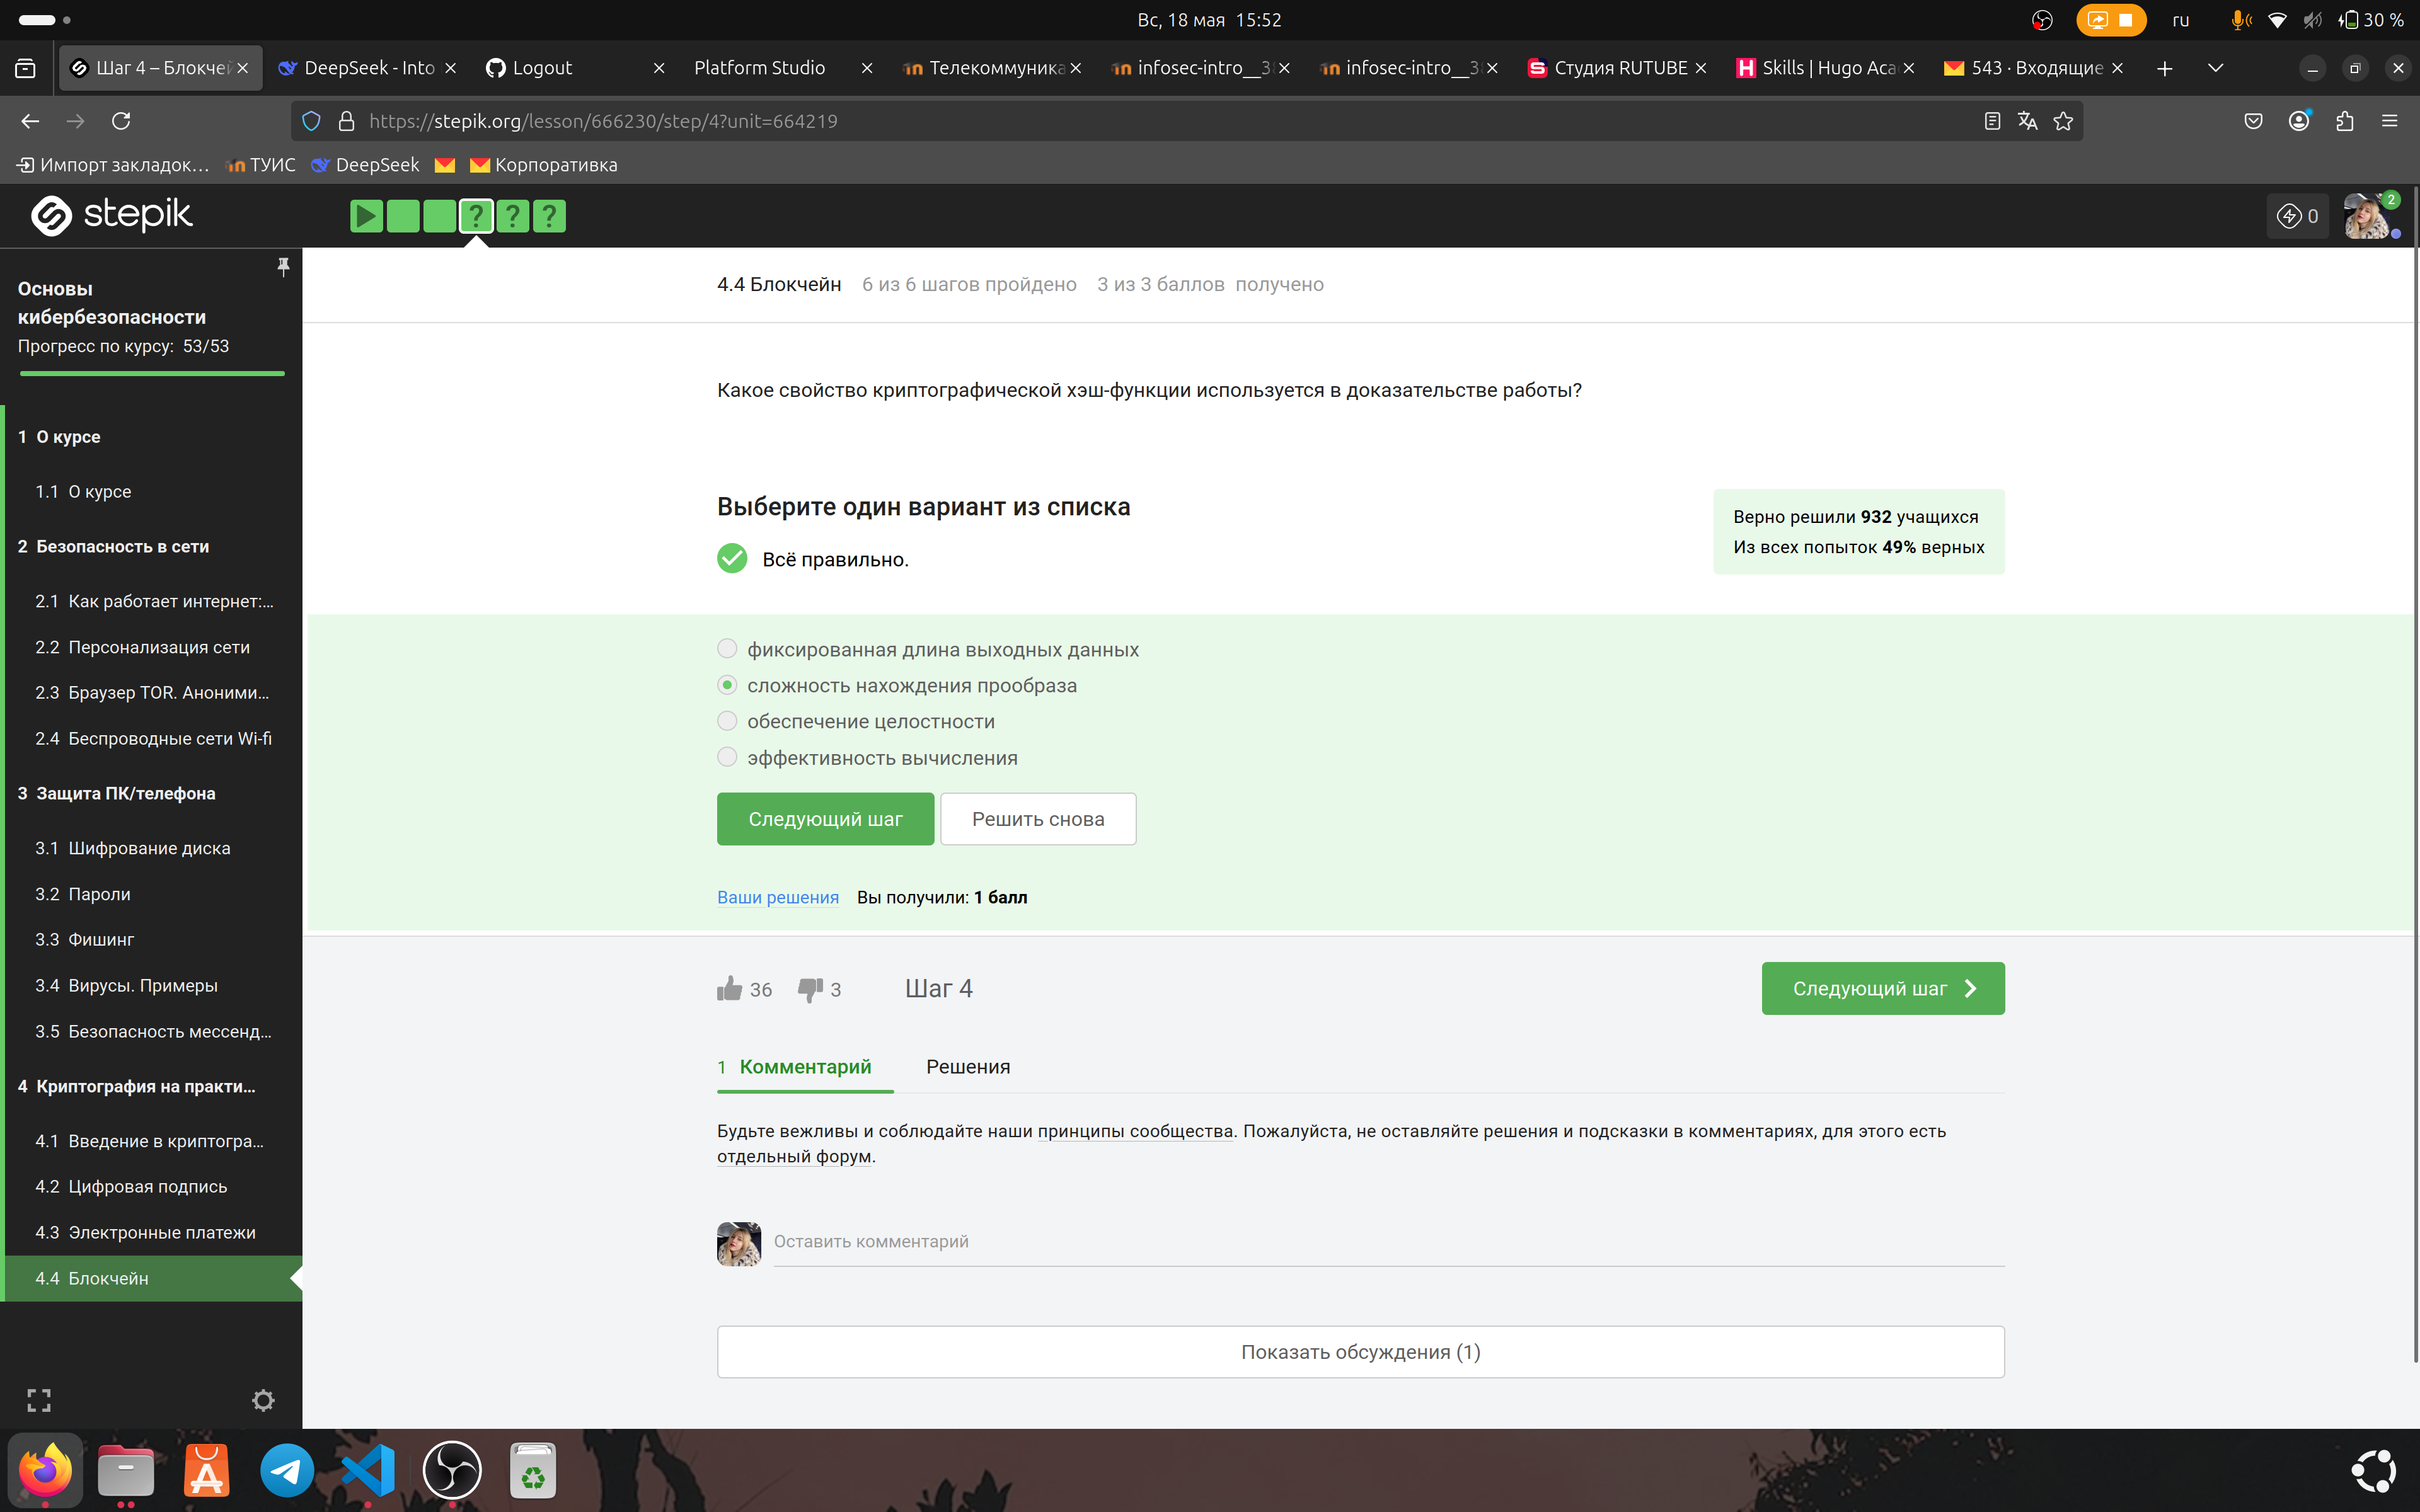 Вс, 18 мая 15:52
ru
30 %
Шаг 4 – Блокчей
DeepSeek - Into
Logout
Platform Studio
Телекоммуника
infosec-intro__3
infosec-intro__3
Студия RUTUBE
Skills | Hugo Aca
543 · Входящие
https://stepik.org/lesson/666230/step/4?unit=664219
Импорт закладок…
ТУИС
DeepSeek
Корпоративка
stepik
?
?
?
0
2
Основы
кибербезопасности
Прогресс по курсу: 53/53
1 О курсе
1.1 О курсе
2 Безопасность в сети
2.1 Как работает интернет:...
2.2 Персонализация сети
2.3 Браузер TOR. Аноними...
2.4 Беспроводные сети Wi-fi
3 Защита ПК/телефона
3.1 Шифрование диска
3.2 Пароли
3.3 Фишинг
3.4 Вирусы. Примеры
3.5 Безопасность мессенд...
4 Криптография на практи...
4.1 Введение в криптогра...
4.2 Цифровая подпись
4.3 Электронные платежи
4.4 Блокчейн
4.4 Блокчейн 6 из 6 шагов пройдено 3 из 3 баллов получено
Какое свойство криптографической хэш-функции используется в доказательстве работы?
Выберите один вариант из списка
Всё правильно.
Верно решили 932 учащихся
Из всех попыток 49% верных
фиксированная длина выходных данных
сложность нахождения прообраза
обеспечение целостности
эффективность вычисления
Следующий шаг
Решить снова
Ваши решения Вы получили: 1 балл
36
3
Шаг 4
Следующий шаг
1 Комментарий
Решения
Будьте вежливы и соблюдайте наши принципы сообщества. Пожалуйста, не оставляйте решения и подсказки в комментариях, для этого есть
отдельный форум.
Оставить комментарий
Показать обсуждения (1)